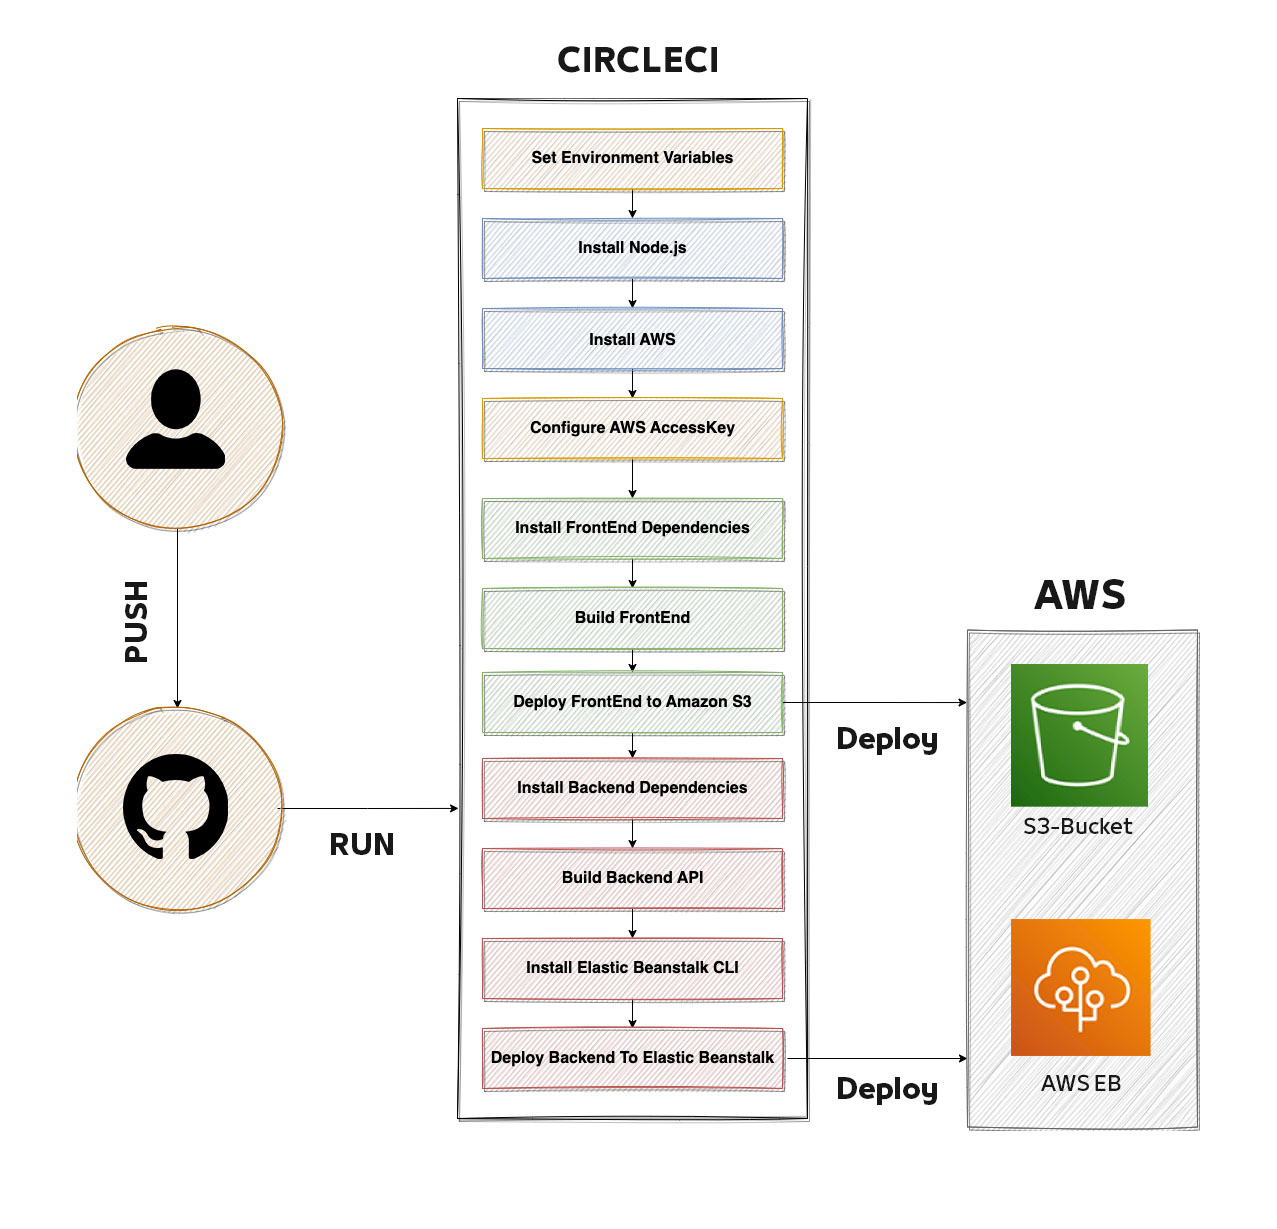 CIRCLECI
Set Environment Variables
Install Node.js
Install AWS
Configure AWS AccessKey
Install FrontEnd Dependencies
Build FrontEnd
Deploy FrontEnd to Amazon S3
Install Backend Dependencies
Build Backend API
Install Elastic Beanstalk CLI
Deploy Backend To Elastic Beanstalk
PUSH
RUN
Deploy
Deploy
AWS
S3-Bucket
AWS EB